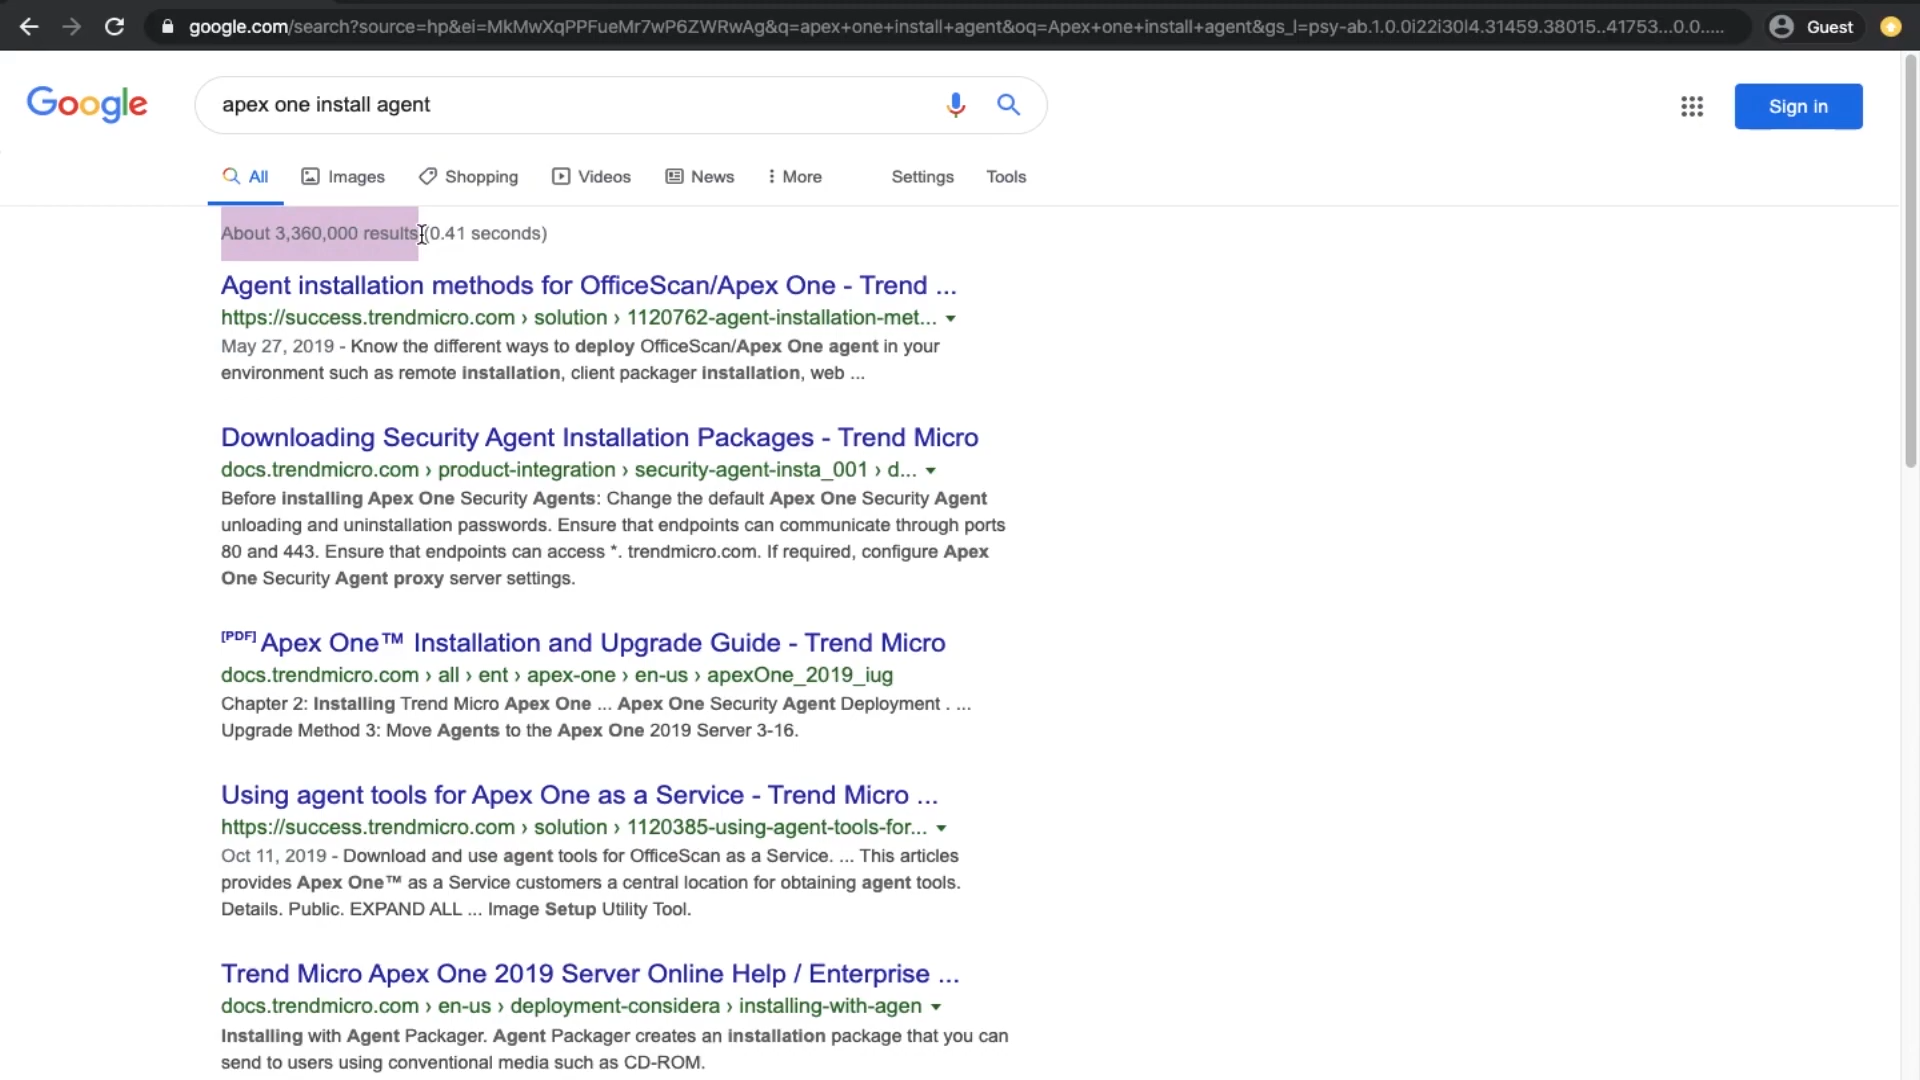 google.com/search?source=hp&ei=MkMwXqPPFueMr7wP6ZWRwAg&q=apex+one+install+agent&oq=Apex+one+install+agent&gs_l=psy-ab.1.0.0i22i30l4.31459.38015..41753...0.0..... Guest
Google apex one install agent Sign in
All Images Shopping Videos News More Settings Tools
About 3,360,000 results (0.41 seconds)
Agent installation methods for OfficeScan/Apex One - Trend ...
https://success.trendmicro.com › solution › 1120762-agent-installation-met...
May 27, 2019 - Know the different ways to deploy OfficeScan/Apex One agent in your
environment such as remote installation, client packager installation, web ...
Downloading Security Agent Installation Packages - Trend Micro
docs.trendmicro.com › product-integration › security-agent-insta_001 › d...
Before installing Apex One Security Agents: Change the default Apex One Security Agent
unloading and uninstallation passwords. Ensure that endpoints can communicate through ports
80 and 443. Ensure that endpoints can access *. trendmicro.com. If required, configure Apex
One Security Agent proxy server settings.
[PDF] Apex One™ Installation and Upgrade Guide - Trend Micro
docs.trendmicro.com › all › ent › apex-one › en-us › apexOne_2019_iug
Chapter 2: Installing Trend Micro Apex One ... Apex One Security Agent Deployment . ...
Upgrade Method 3: Move Agents to the Apex One 2019 Server 3-16.
Using agent tools for Apex One as a Service - Trend Micro ...
https://success.trendmicro.com › solution › 1120385-using-agent-tools-for...
Oct 11, 2019 - Download and use agent tools for OfficeScan as a Service. ... This articles
provides Apex One™ as a Service customers a central location for obtaining agent tools.
Details. Public. EXPAND ALL ... Image Setup Utility Tool.
Trend Micro Apex One 2019 Server Online Help / Enterprise ...
docs.trendmicro.com › en-us › deployment-considera › installing-with-agen
Installing with Agent Packager. Agent Packager creates an installation package that you can
send to users using conventional media such as CD-ROM.